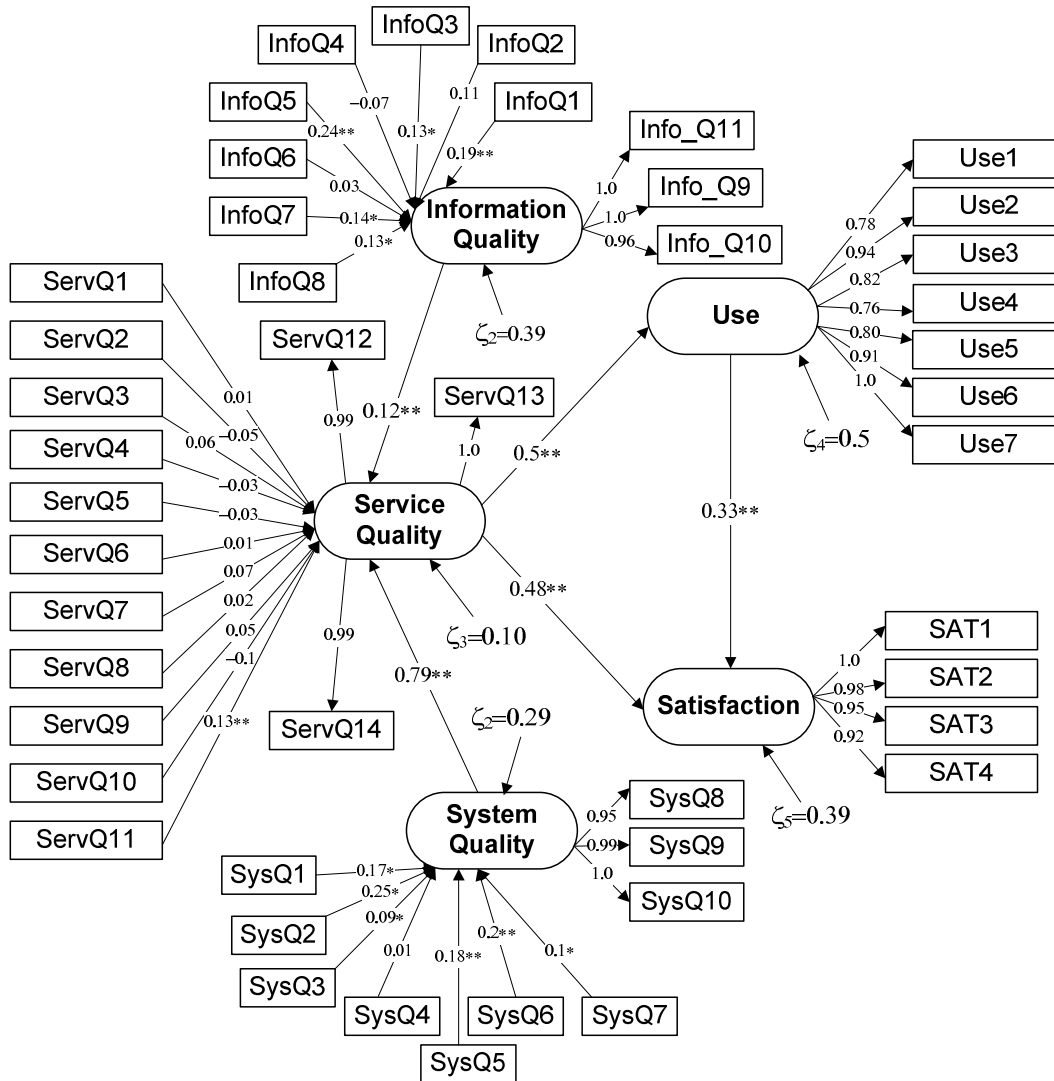 InfoQ3
InfoQ4
InfoQ2
InfoQ5
InfoQ1
InfoQ6
InfoQ7
InfoQ8
−0.07
0.11
0.24**
0.13*
0.19**
0.03
0.14*
0.13*
Information
Quality
Info_Q11
Info_Q9
Info_Q10
1.0
1.0
0.96
ζ2=0.39
Use
Use1
Use2
Use3
Use4
Use5
Use6
Use7
0.78
0.94
0.82
0.76
0.80
0.91
1.0
ζ4=0.5
ServQ1
ServQ2
ServQ3
ServQ4
ServQ5
ServQ6
ServQ7
ServQ8
ServQ9
ServQ10
ServQ11
0.01
−0.05
0.06
−0.03
−0.03
0.01
0.07
0.02
0.05
−0.1
0.13**
ServQ12
ServQ13
0.99
0.12**
1.0
0.5**
Service
Quality
0.33**
0.48**
0.99
ζ3=0.10
0.79**
ServQ14
ζ2=0.29
Satisfaction
SAT1
SAT2
SAT3
SAT4
1.0
0.98
0.95
0.92
ζ5=0.39
System
Quality
SysQ8
SysQ9
SysQ10
0.95
0.99
1.0
SysQ1
SysQ2
SysQ3
SysQ4
SysQ5
SysQ6
SysQ7
0.17*
0.25*
0.09*
0.01
0.18**
0.2**
0.1*